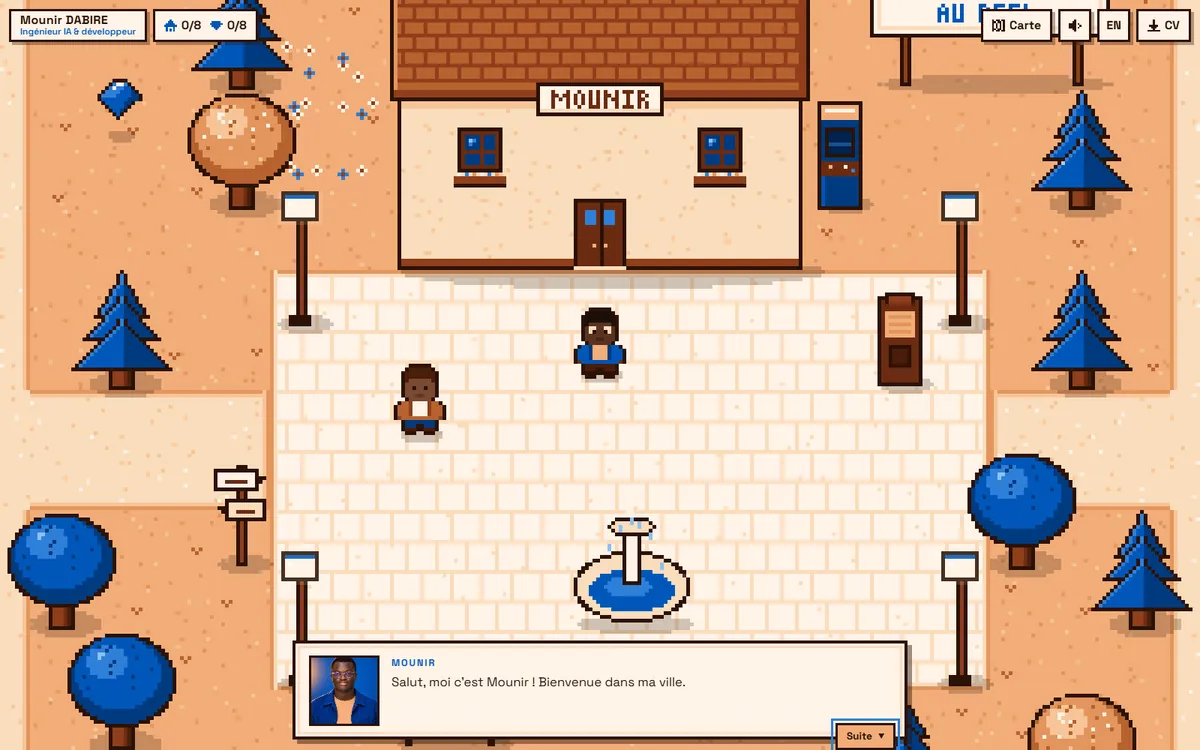 Mounir DABIRE
Ingénieur IA & développeur
0/8 0/8
AU
Carte
EN
CV
MOUNIR
MOUNIR
Salut, moi c'est Mounir ! Bienvenue dans ma ville.
Suite ▼